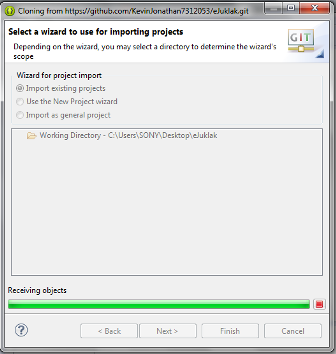 Cloning from https://github.com/KevinJonathan7312053/eJuklak.git
Select a wizard to use for importing projects
Depending on the wizard, you may select a directory to determine the wizard's
scope
GIT
Wizard for project import
Import existing projects
Use the New Project wizard
Import as general project
Working Directory - C:\Users\SONY\Desktop\eJuklak
Receiving objects
? < Back Next > Finish Cancel